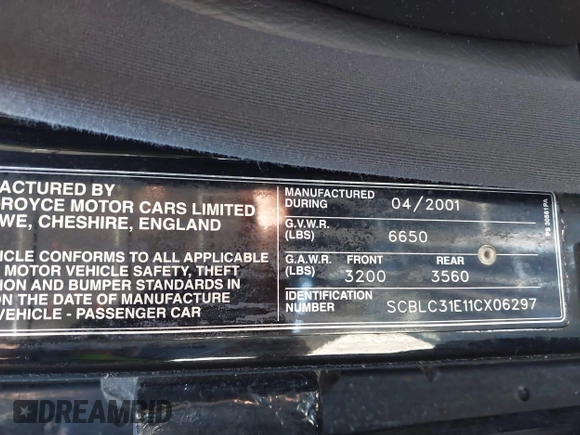 FACTURED BY
ROYCE MOTOR CARS LIMITED
WE, CHESHIRE, ENGLAND
HICLE CONFORMS TO ALL APPLICABLE
MOTOR VEHICLE SAFETY, THEFT
ION AND BUMPER STANDARDS IN
ON THE DATE OF MANUFACTURE
VEHICLE - PASSENGER CAR
MANUFACTURED
DURING 04/2001
G.V.W.R.
(LBS) 6650
G.A.W.R. FRONT REAR
(LBS) 3200 3560
IDENTIFICATION
NUMBER SCBLC31E11CX06297
DREAMBID